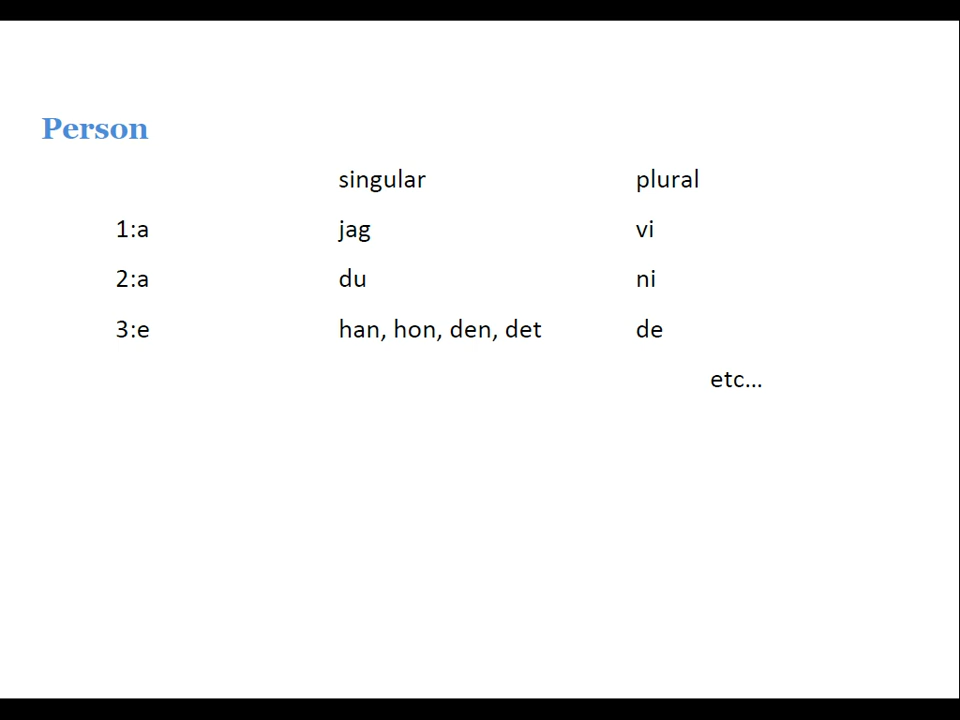 Person
singular plural
1:a jag vi
2:a du ni
3:e han, hon, den, det de
etc...